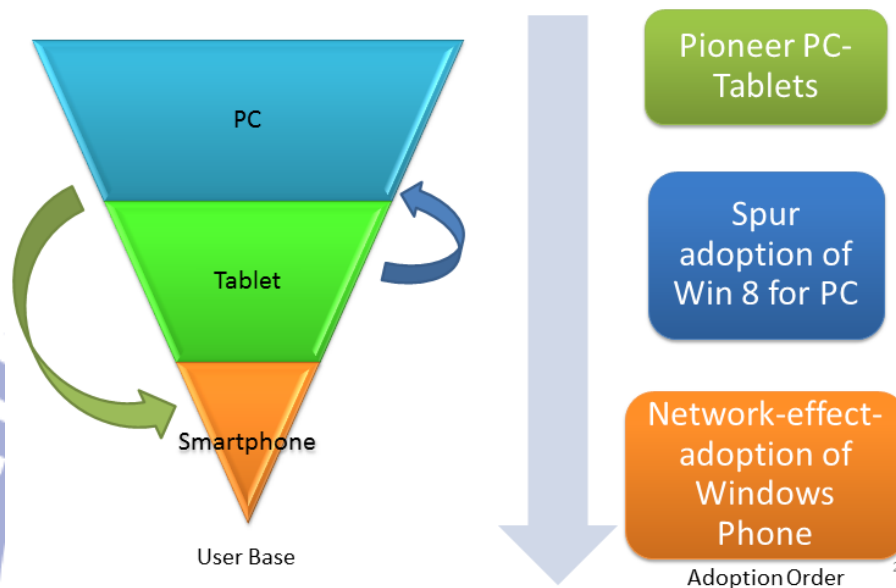 PC
Tablet
Smartphone
User Base
Pioneer PC-
Tablets
Spur
adoption of
Win 8 for PC
Network-effect-
adoption of
Windows
Phone
Adoption Order